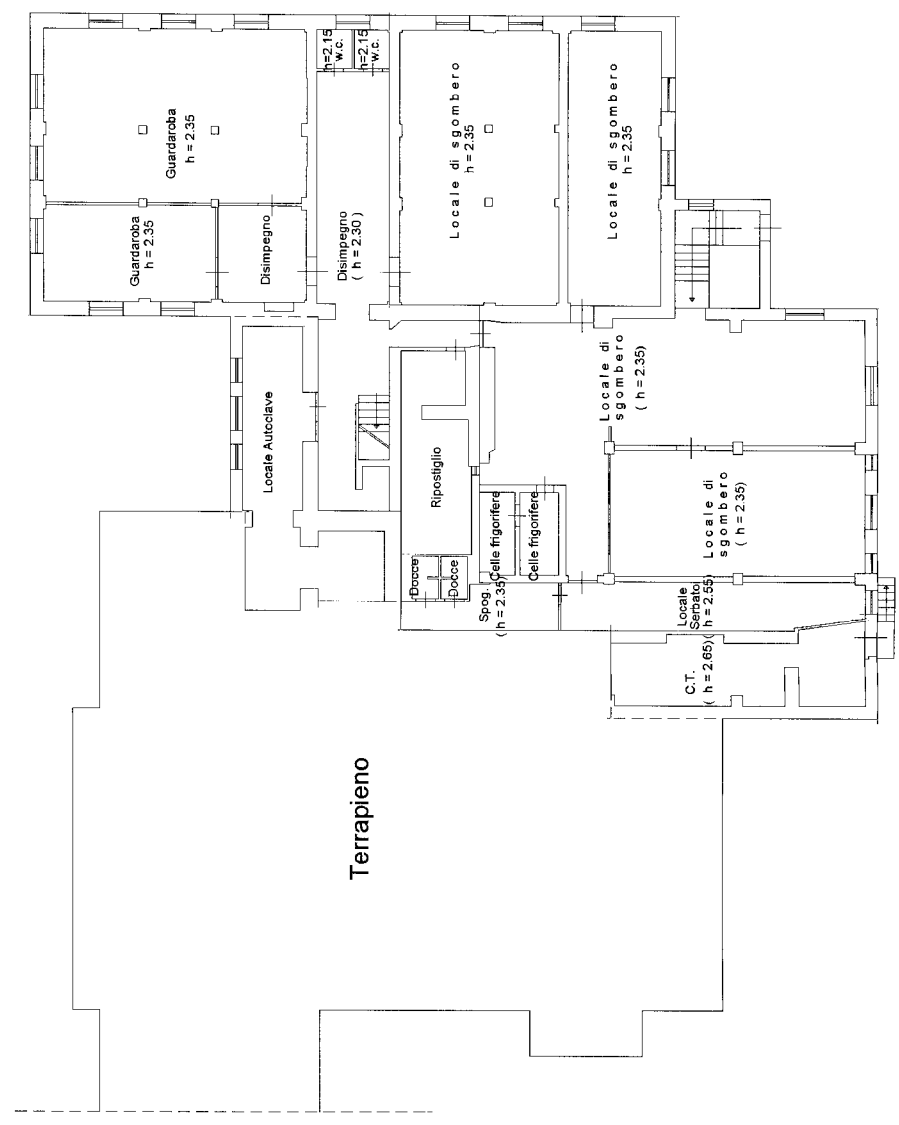 h=2.15
w.c.
h=2.15
w.c.
Guardaroba
h = 2.35
Locale di sgombero
h = 2.35
Locale di sgombero
h = 2.35
Guardaroba
h = 2.35
Disimpegno
Disimpegno
( h = 2.30 )
Locale Autoclave
Locale di
sgombero
( h = 2.35)
Ripostiglio
Celle frigorifere
Celle frigorifere
Locale di
sgombero
( h = 2.35)
Docce
Docce
Spog.
( h = 2.35)
Locale
Serbatoi
( h = 2.55)
C.T.
( h = 2.65)
Terrapieno